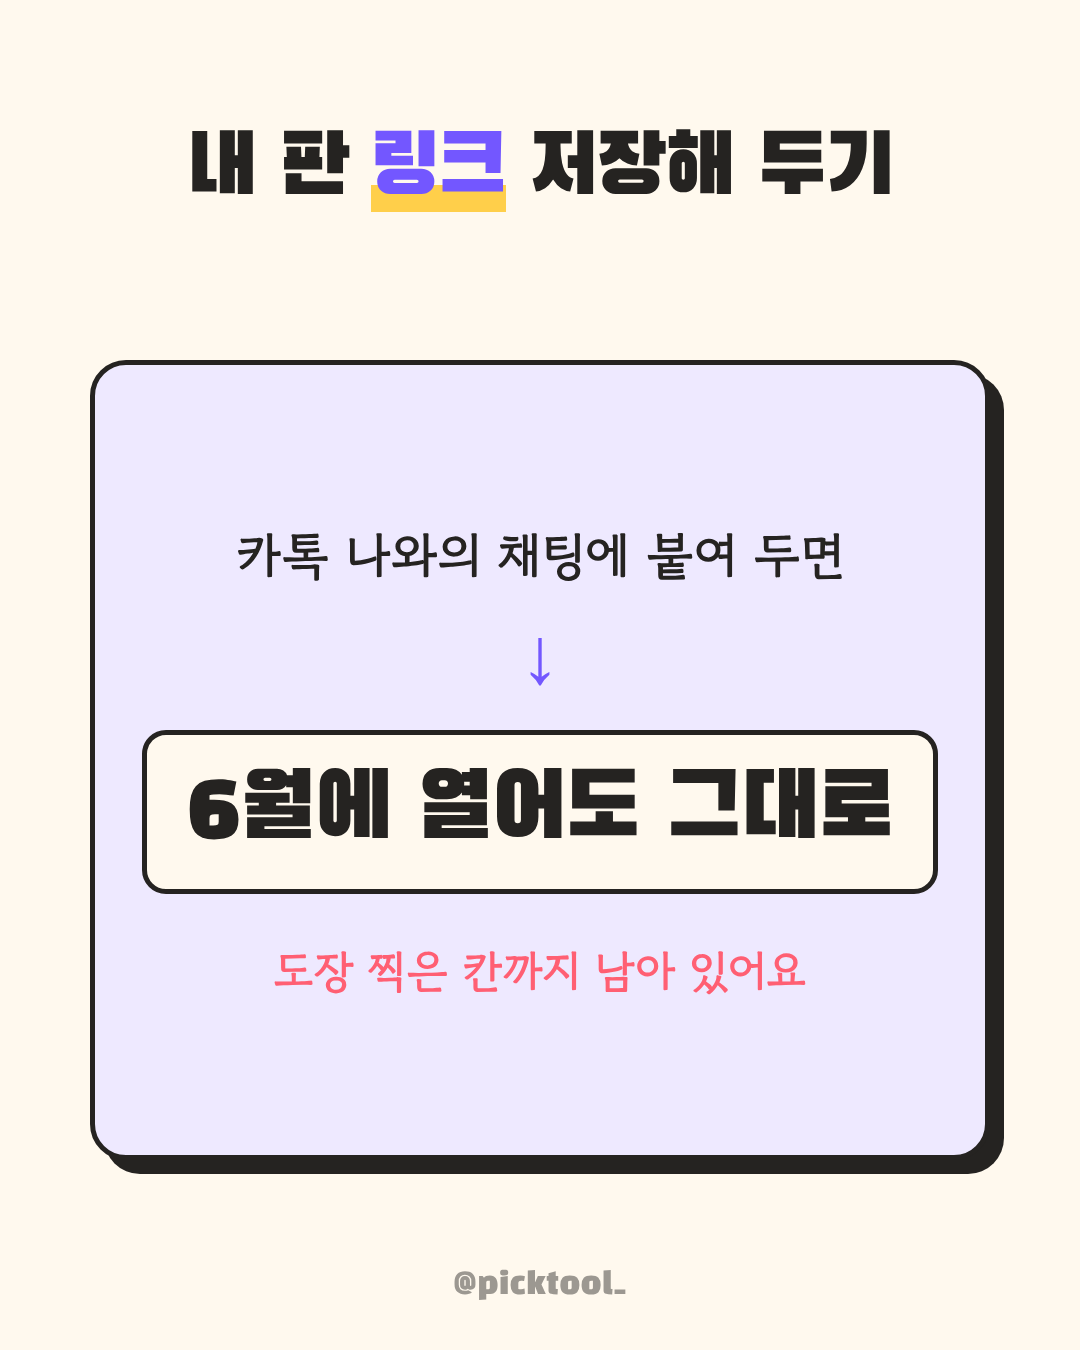 내 판 링크 저장해 두기
카톡 나와의 채팅에 붙여 두면
↓
6월에 열어도 그대로
도장 찍은 칸까지 남아 있어요
@picktool_